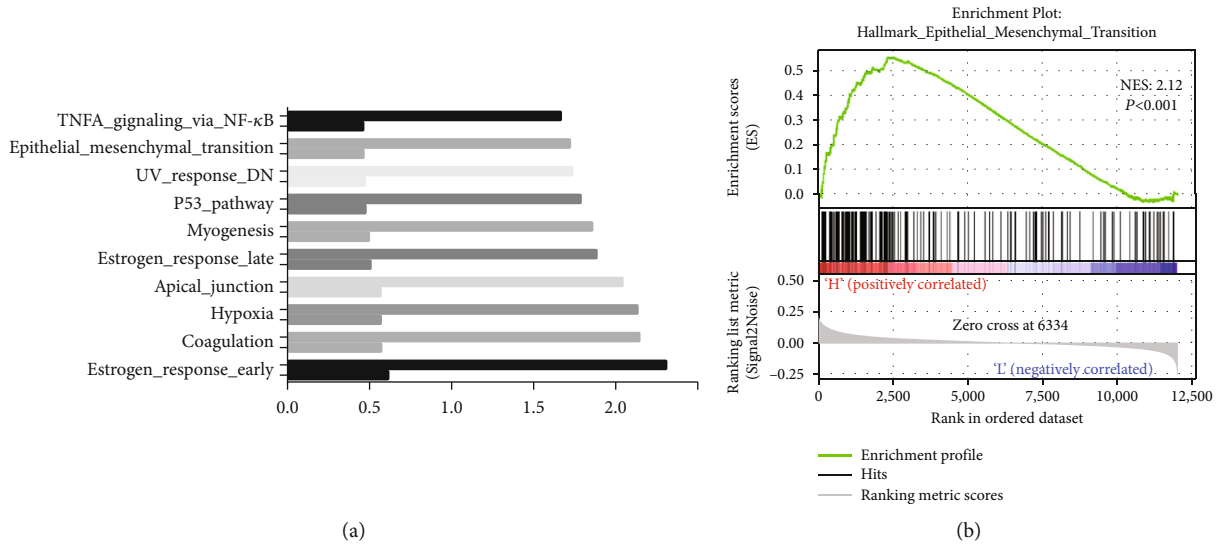 TNFA_gignaling_via_NF-κB
Epithelial_mesenchymal_transition
UV_response_DN
P53_pathway
Myogenesis
Estrogen_response_late
Apical_junction
Hypoxia
Coagulation
Estrogen_response_early
0.0 0.5 1.0 1.5 2.0
(a)
Enrichment Plot:
Hallmark_Epithelial_Mesenchymal_Transition
Enrichment scores
(ES)
0.5
0.4
0.3
0.2
0.1
0.0
NES: 2.12
P<0.001
Ranking list metric
(Signal2Noise)
0.50
0.25
0.00
−0.25
‘H’ (positively correlated)
Zero cross at 6334
‘L’ (negatively correlated)
0 2,500 5,000 7,500 10,000 12,500
Rank in ordered dataset
Enrichment profile
Hits
Ranking metric scores
(b)